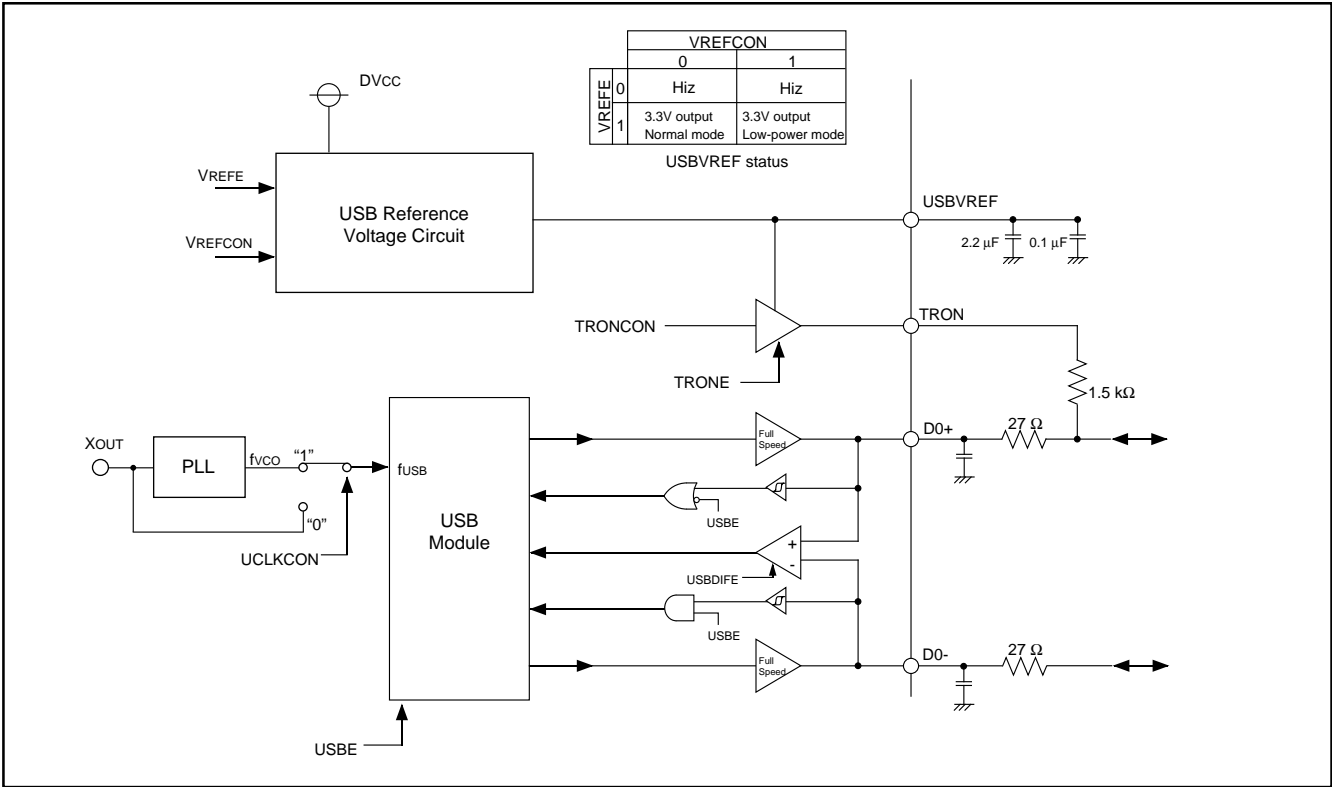 VREFCON
0 1
VREFE
0 Hiz Hiz
1 3.3V output Normal mode 3.3V output Low-power mode
USBVREF status
DVCC
VREFE
VREFCON
USB Reference
Voltage Circuit
USBVREF
2.2 μF 0.1 μF
TRONCON
TRON
TRONE
1.5 kΩ
XOUT
PLL
fVCO
“1”
“0”
UCLKCON
fUSB
USB
Module
USBE
Full
Speed
D0+
27 Ω
USBE
+
-
USBDIFE
USBE
Full
Speed
D0-
27 Ω